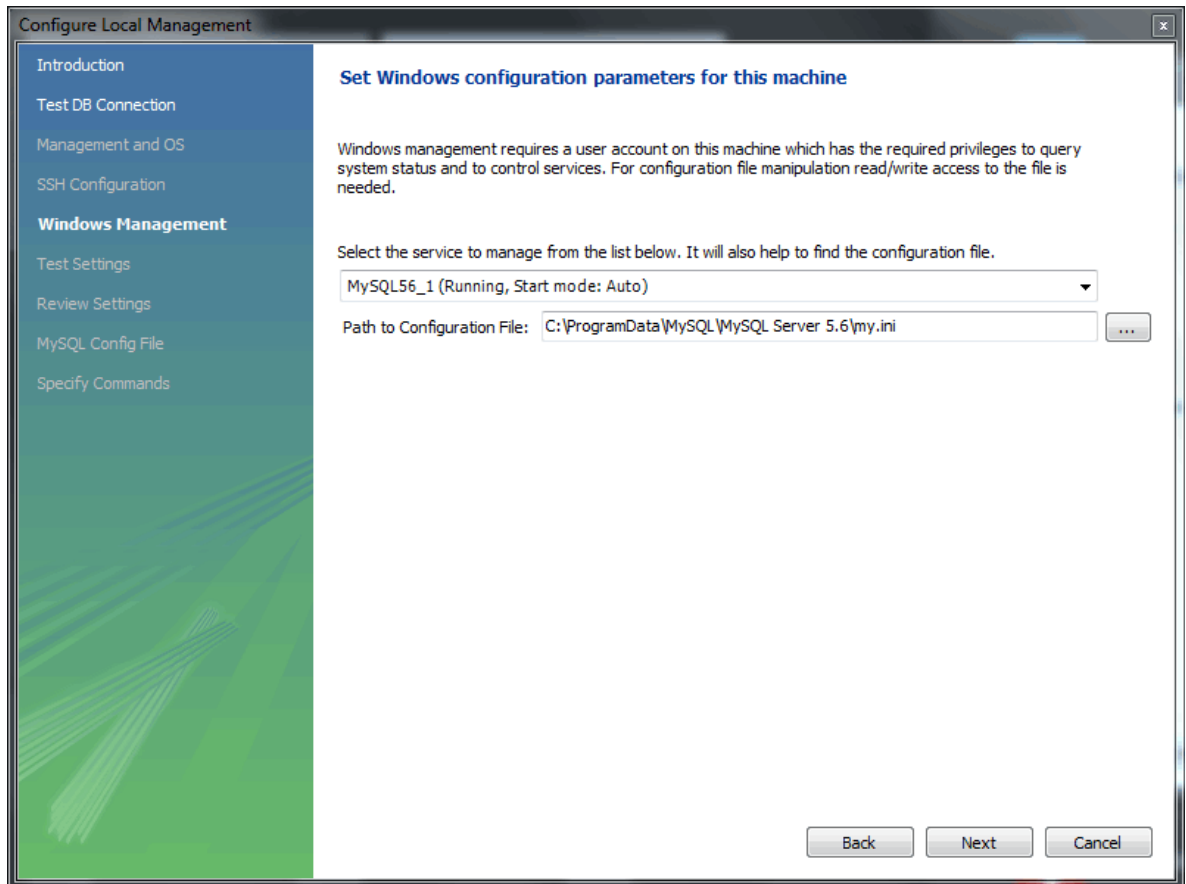 Configure Local Management
Introduction
Test DB Connection
Management and OS
SSH Configuration
Windows Management
Test Settings
Review Settings
MySQL Config File
Specify Commands
Set Windows configuration parameters for this machine
Windows management requires a user account on this machine which has the required privileges to query
system status and to control services. For configuration file manipulation read/write access to the file is
needed.
Select the service to manage from the list below. It will also help to find the configuration file.
MySQL56_1 (Running, Start mode: Auto)
Path to Configuration File: C:\ProgramData\MySQL\MySQL Server 5.6\my.ini ...
Back Next Cancel